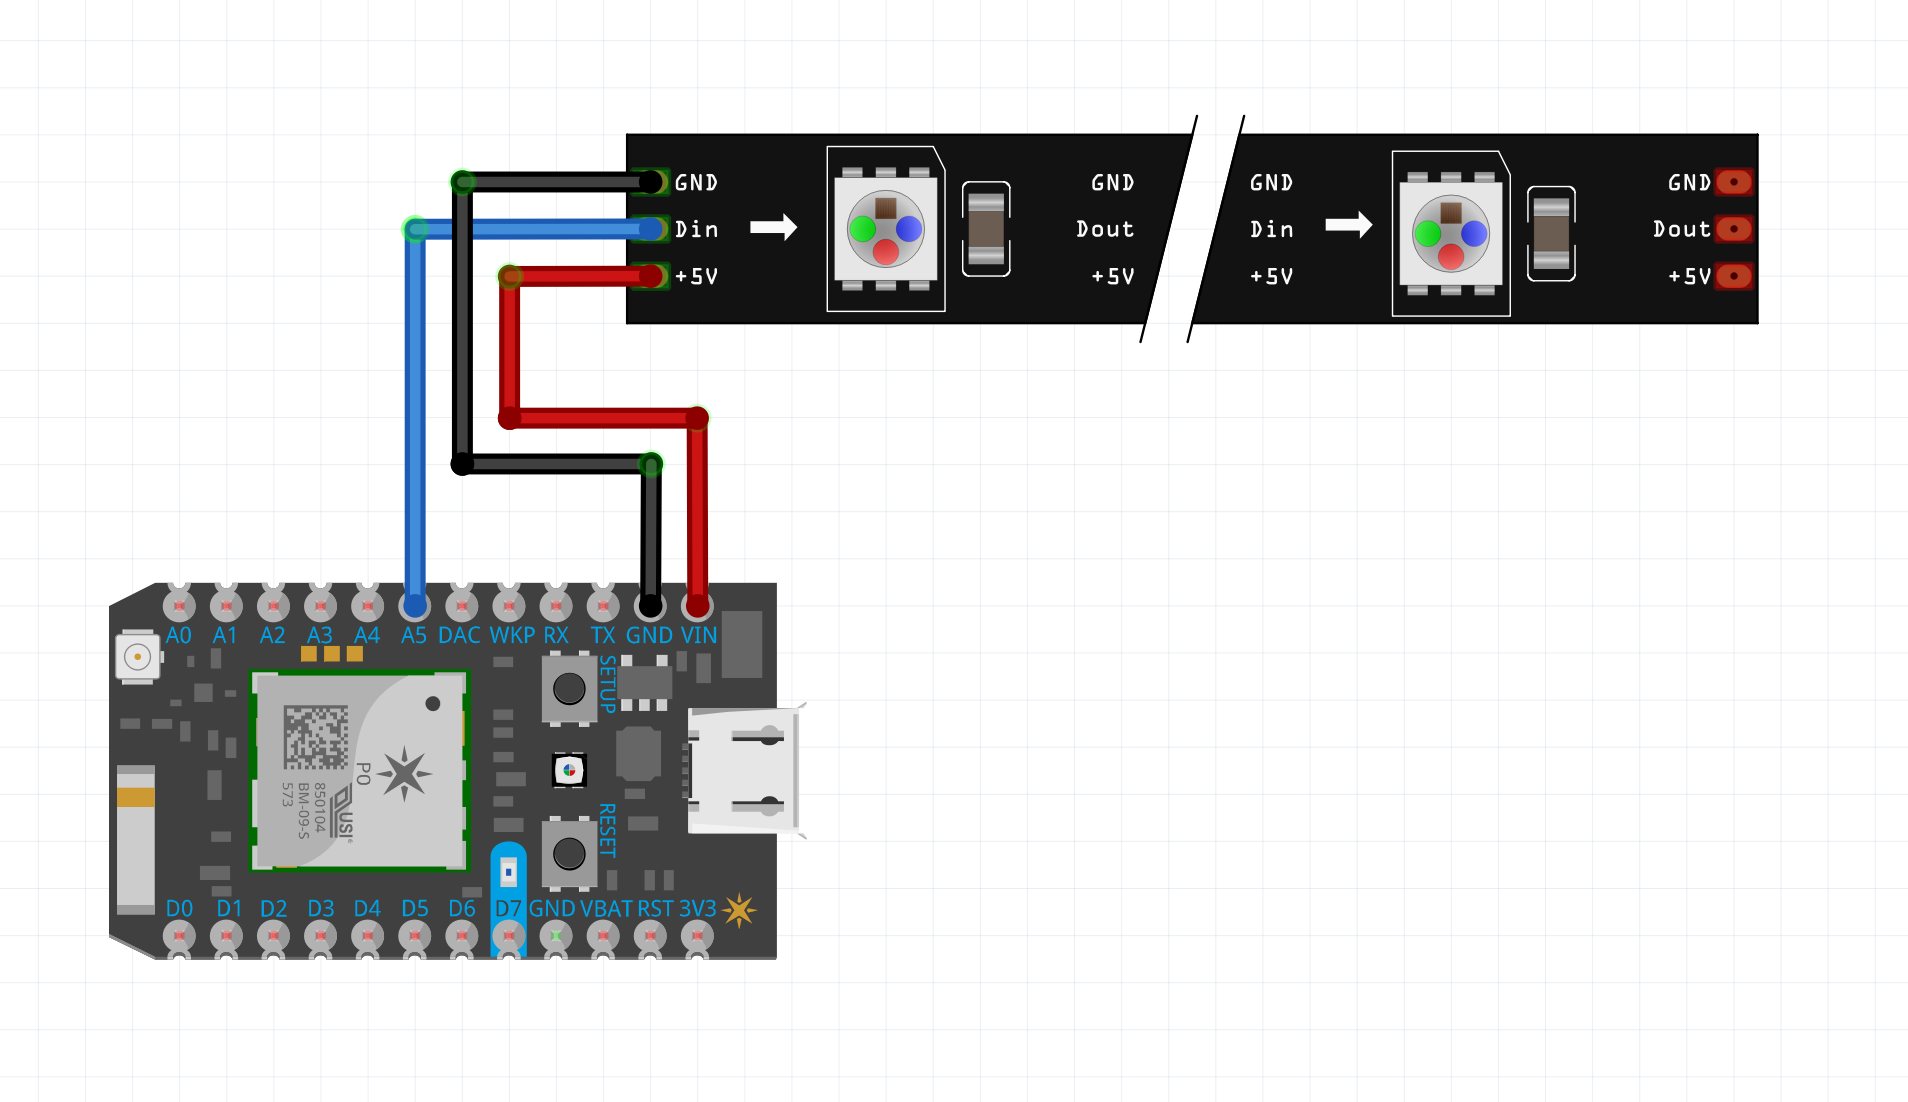 GND GND GND GND
Din Dout Din Dout
+5V +5V +5V +5V
A0 A1 A2 A3 A4 A5 DAC WKP RX TX GND VIN
SETUP
P0
USI
850104
BM-09-S
573
RESET
D0 D1 D2 D3 D4 D5 D6 D7 GND VBAT RST 3V3